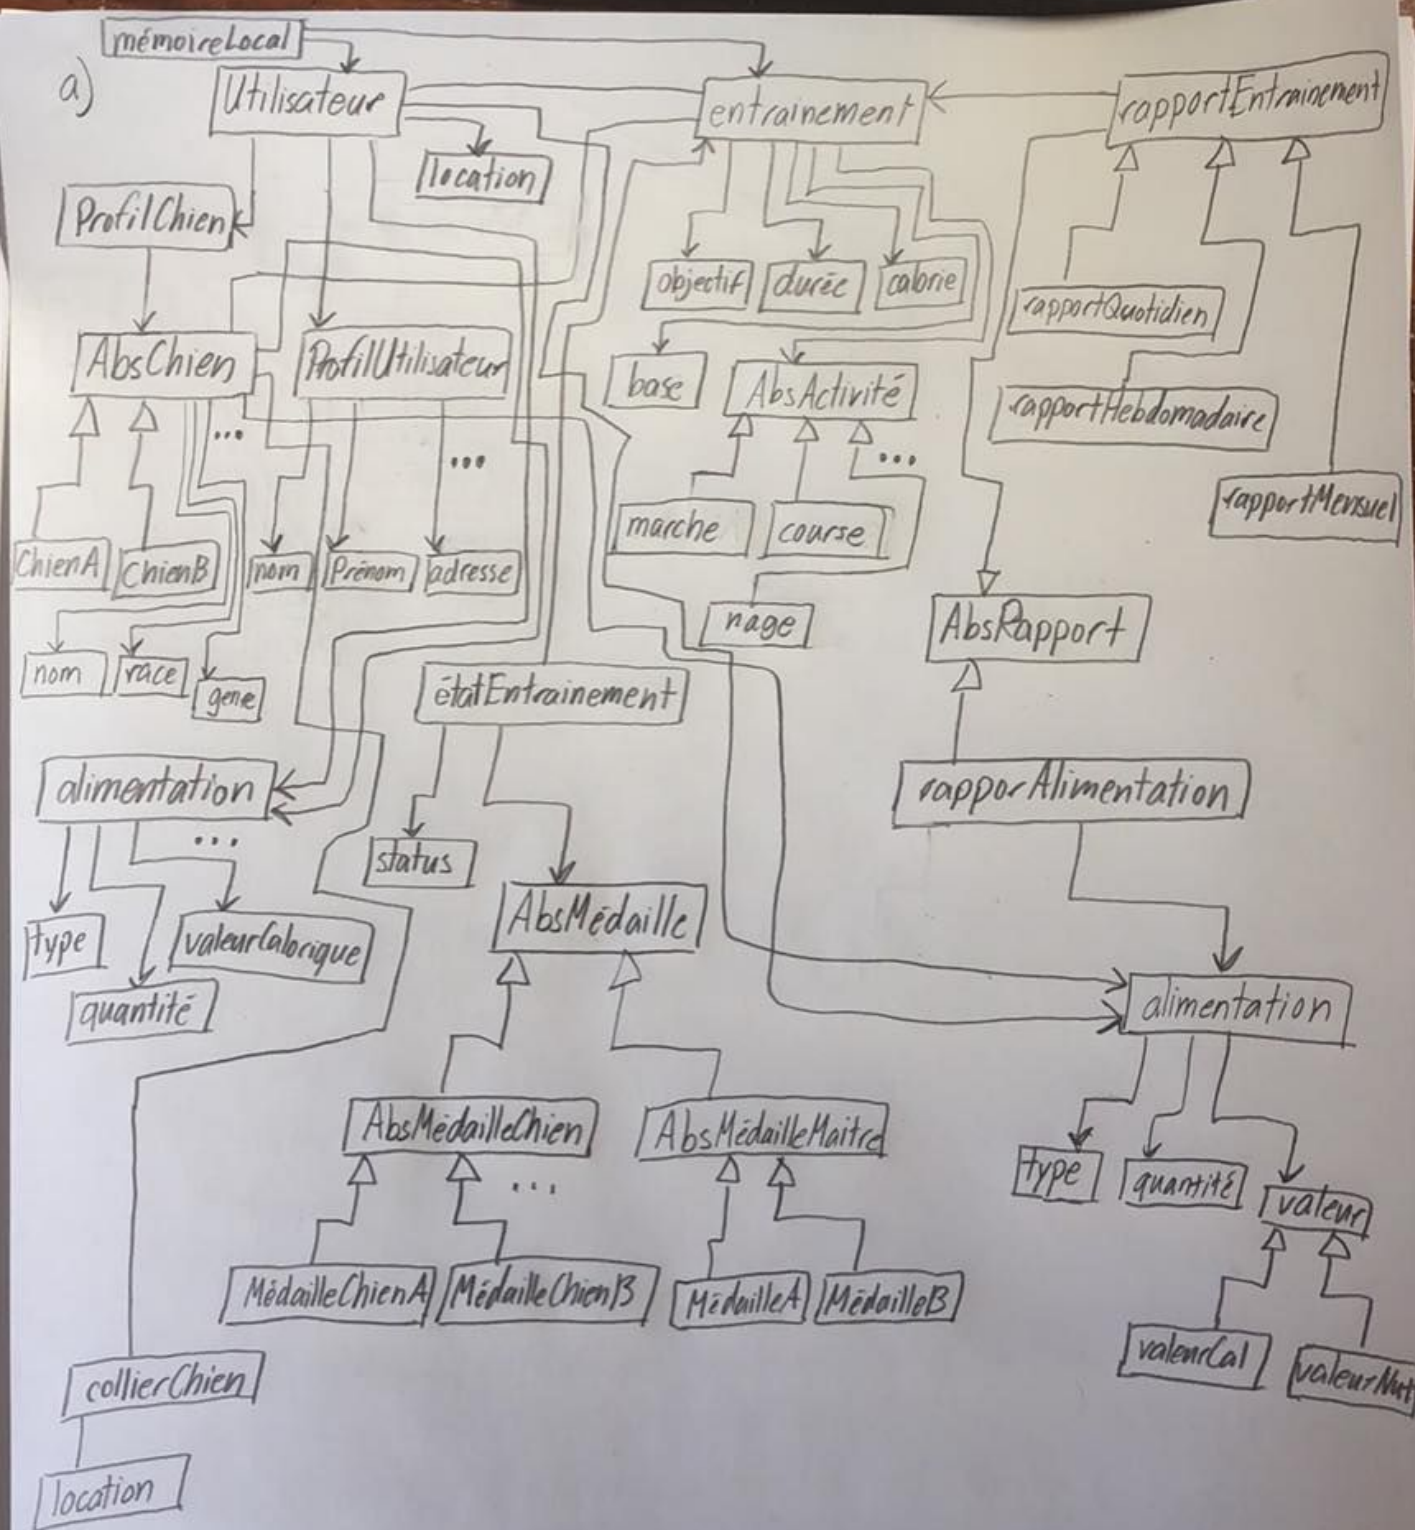 mémoireLocal
a)
Utilisateur
entrainement
rapportEntrainement
location
ProfilChien
objectif
durée
calorie
rapportQuotidien
AbsChien
ProfilUtilisateur
base
AbsActivité
rapportHebdomadaire
...
...
...
marche
course
rapportMensuel
ChienA
ChienB
nom
Prénom
adresse
nage
AbsRapport
nom
race
gene
étatEntrainement
alimentation
rapporAlimentation
...
status
type
valeurCalorique
AbsMédaille
quantité
alimentation
AbsMédailleChien
AbsMédailleMaitre
type
quantité
valeur
...
MédailleChienA
MédailleChienB
MédailleA
MédailleB
valeurCal
valeurNut
collierChien
location